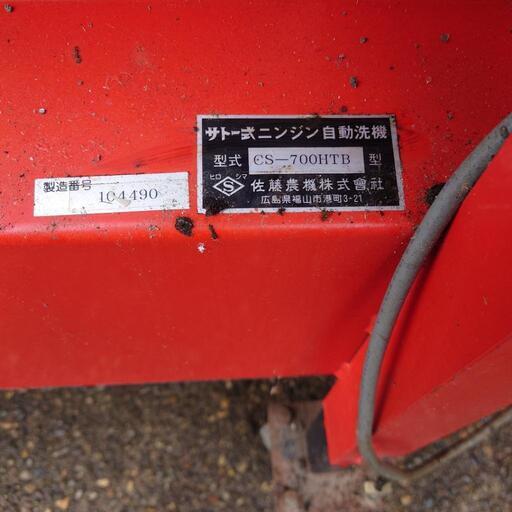 サトー式ニンジン自動洗機
型式 CS-700HTB 型
ヒロ S シマ 佐藤農機株式會社
広島県福山市港町3-21
製造番号
104490